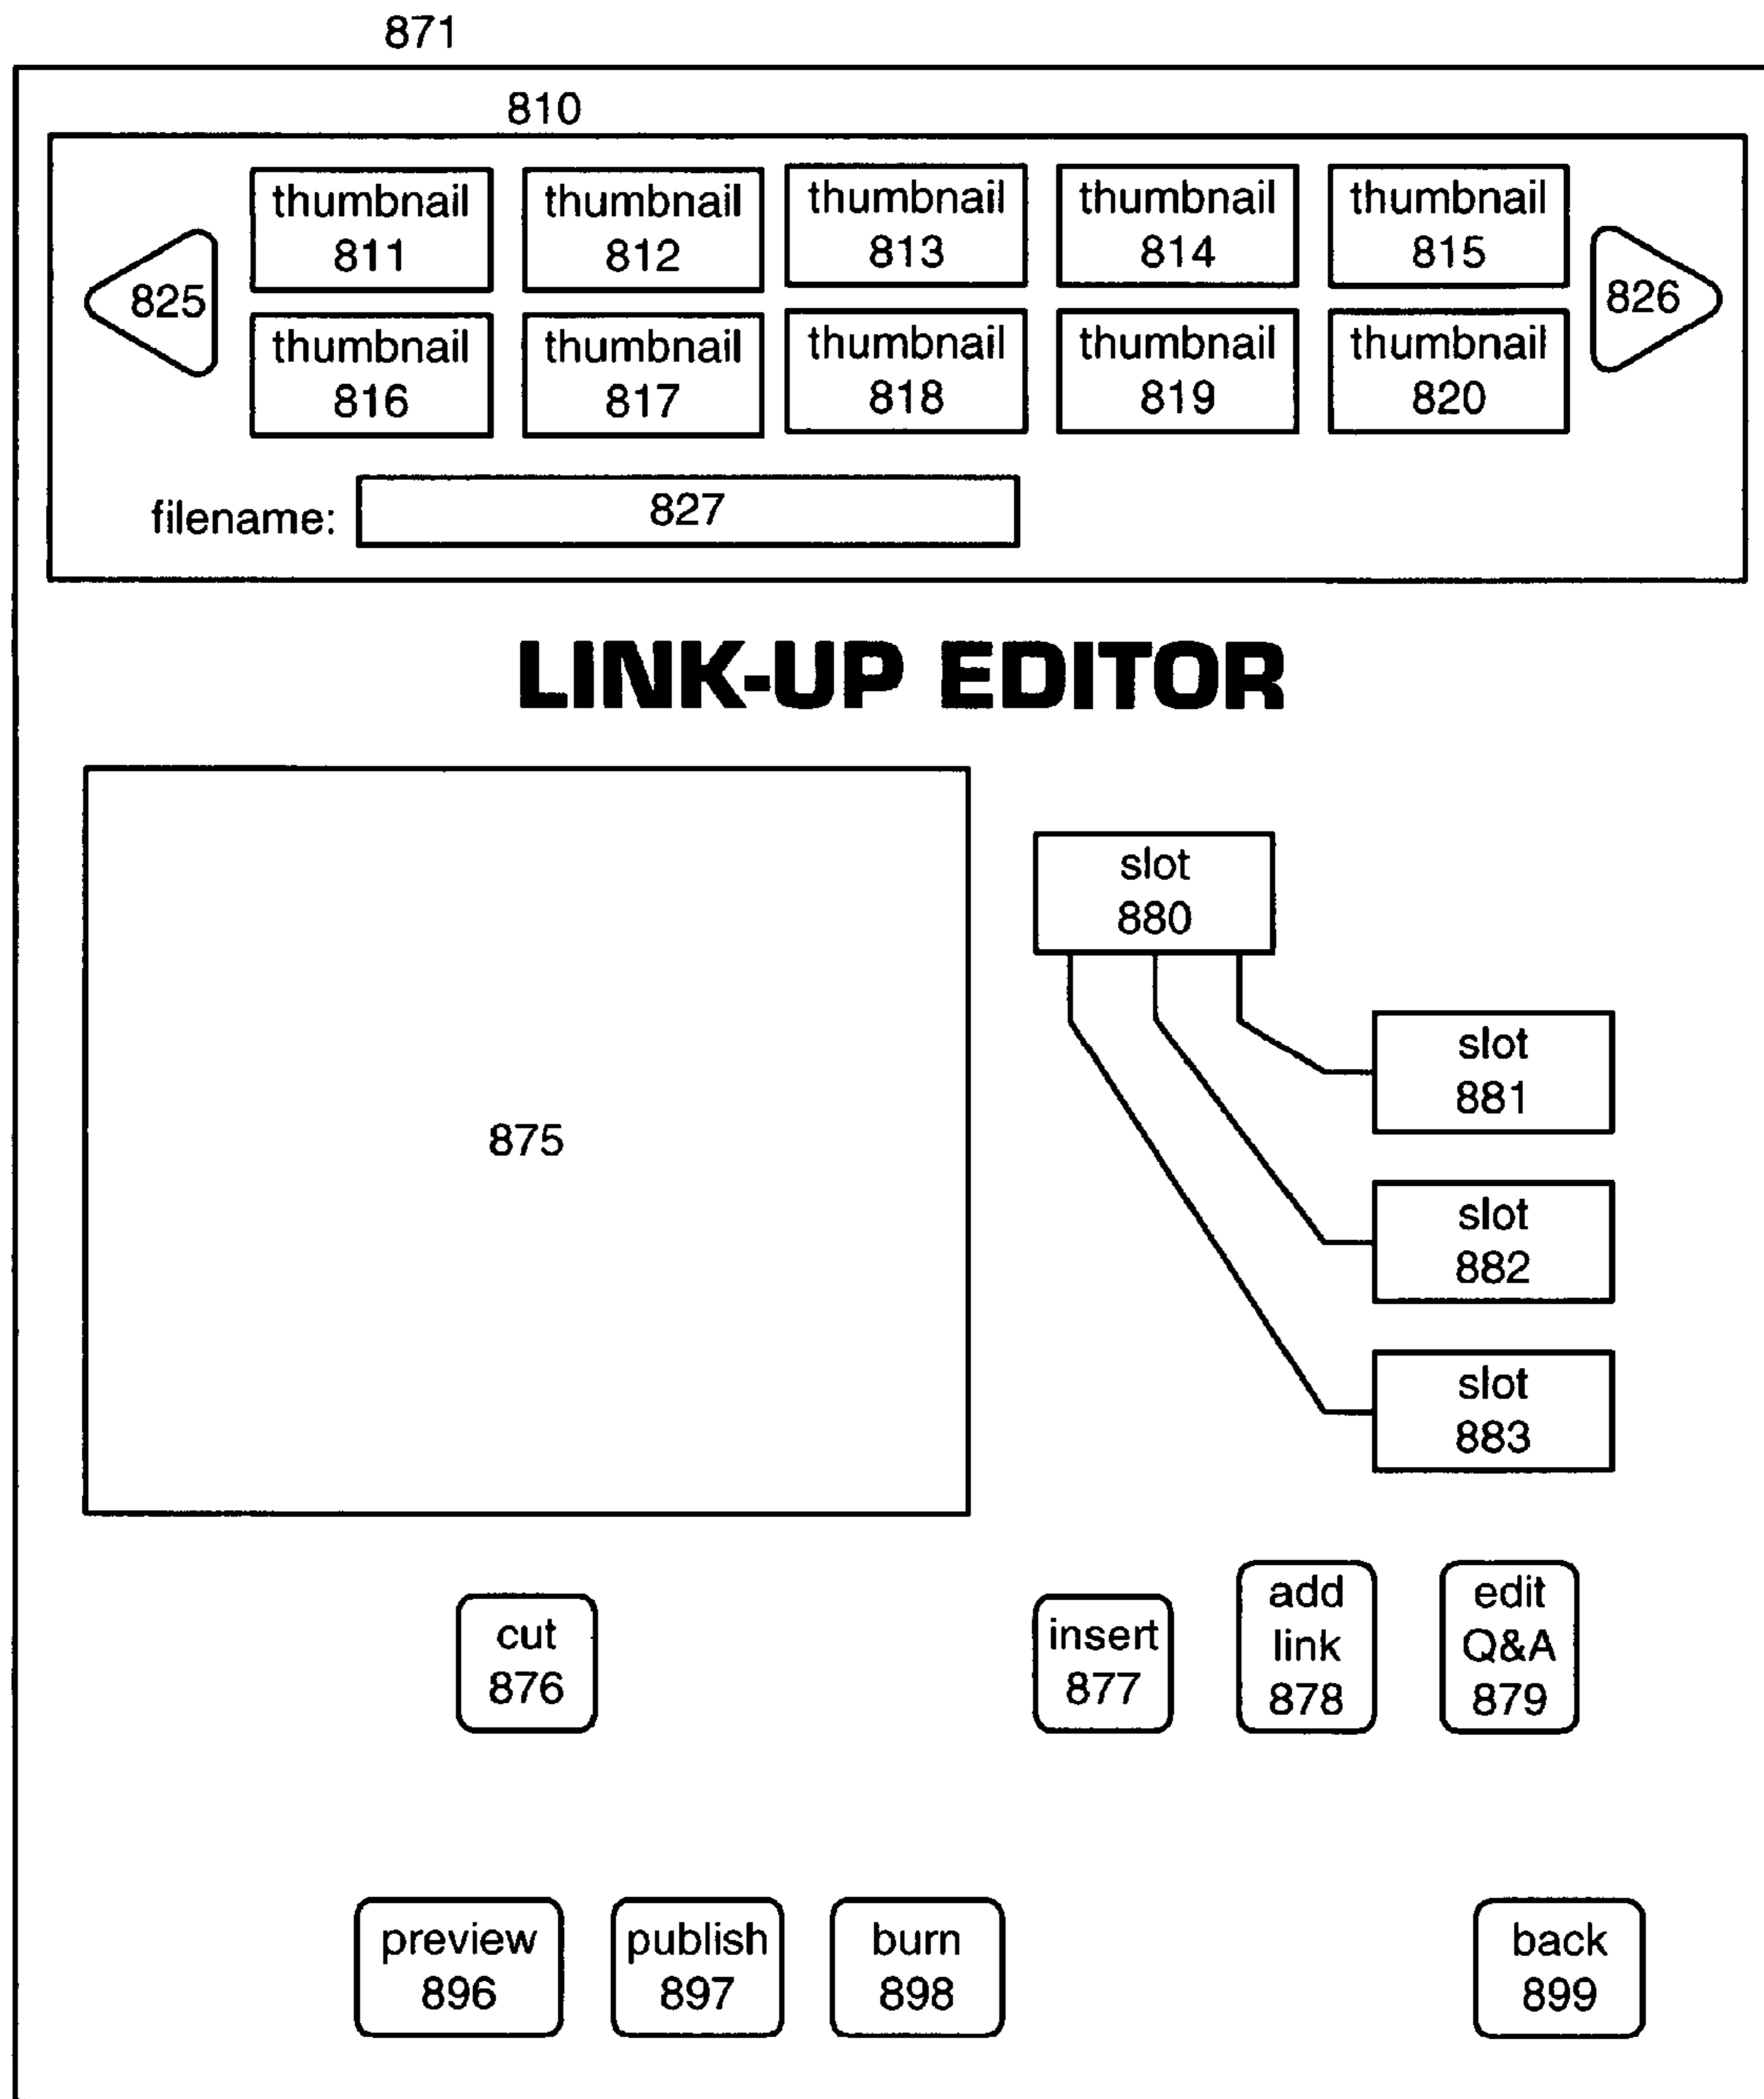 871
810
thumbnail
811
thumbnail
812
thumbnail
813
thumbnail
814
thumbnail
815
825
826
thumbnail
816
thumbnail
817
thumbnail
818
thumbnail
819
thumbnail
820
filename:
827
LINK-UP EDITOR
875
slot
880
slot
881
slot
882
slot
883
cut
876
insert
877
add
link
878
edit
Q&A
879
preview
896
publish
897
burn
898
back
899